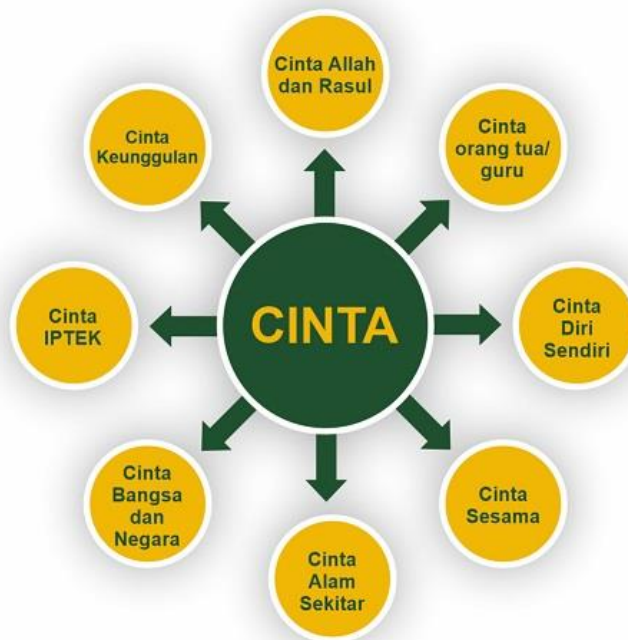 Cinta Allah
dan Rasul
Cinta
orang tua/
guru
Cinta
Diri
Sendiri
Cinta
Sesama
Cinta
Alam
Sekitar
Cinta
Bangsa
dan
Negara
Cinta
IPTEK
Cinta
Keunggulan
CINTA